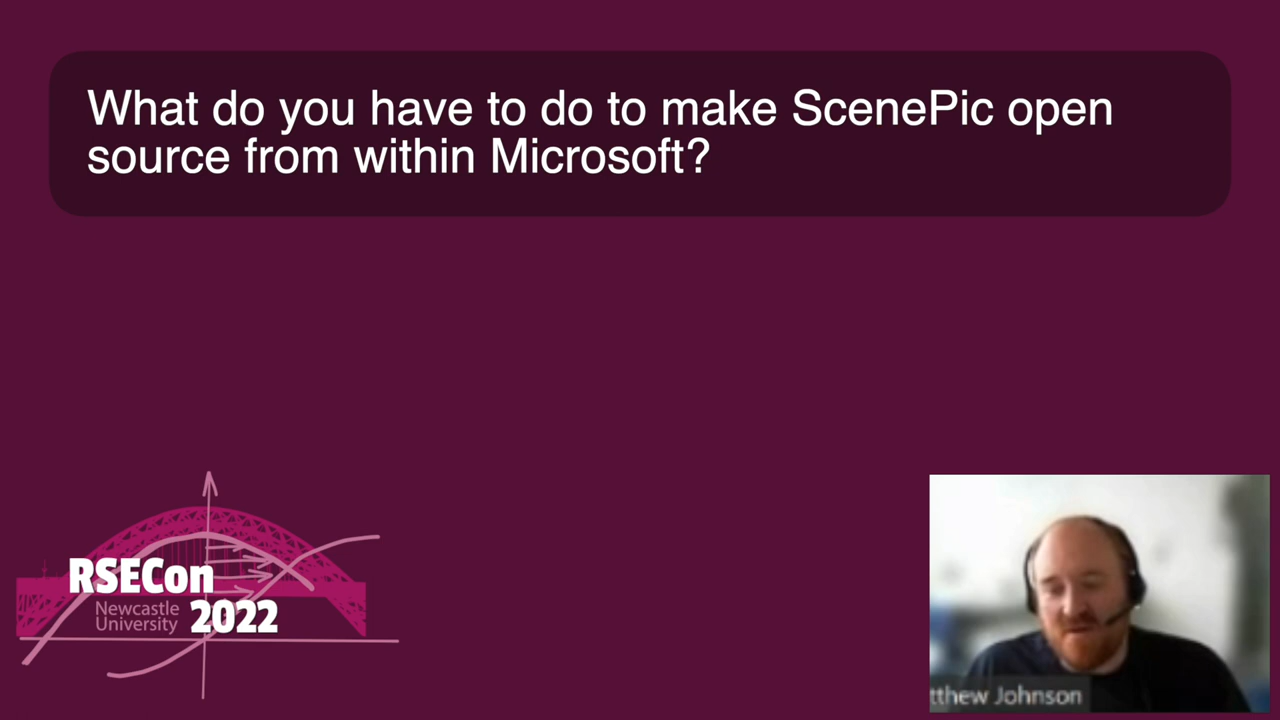 What do you have to do to make ScenePic open
source from within Microsoft?
RSECon
Newcastle
University
2022
tthew Johnson